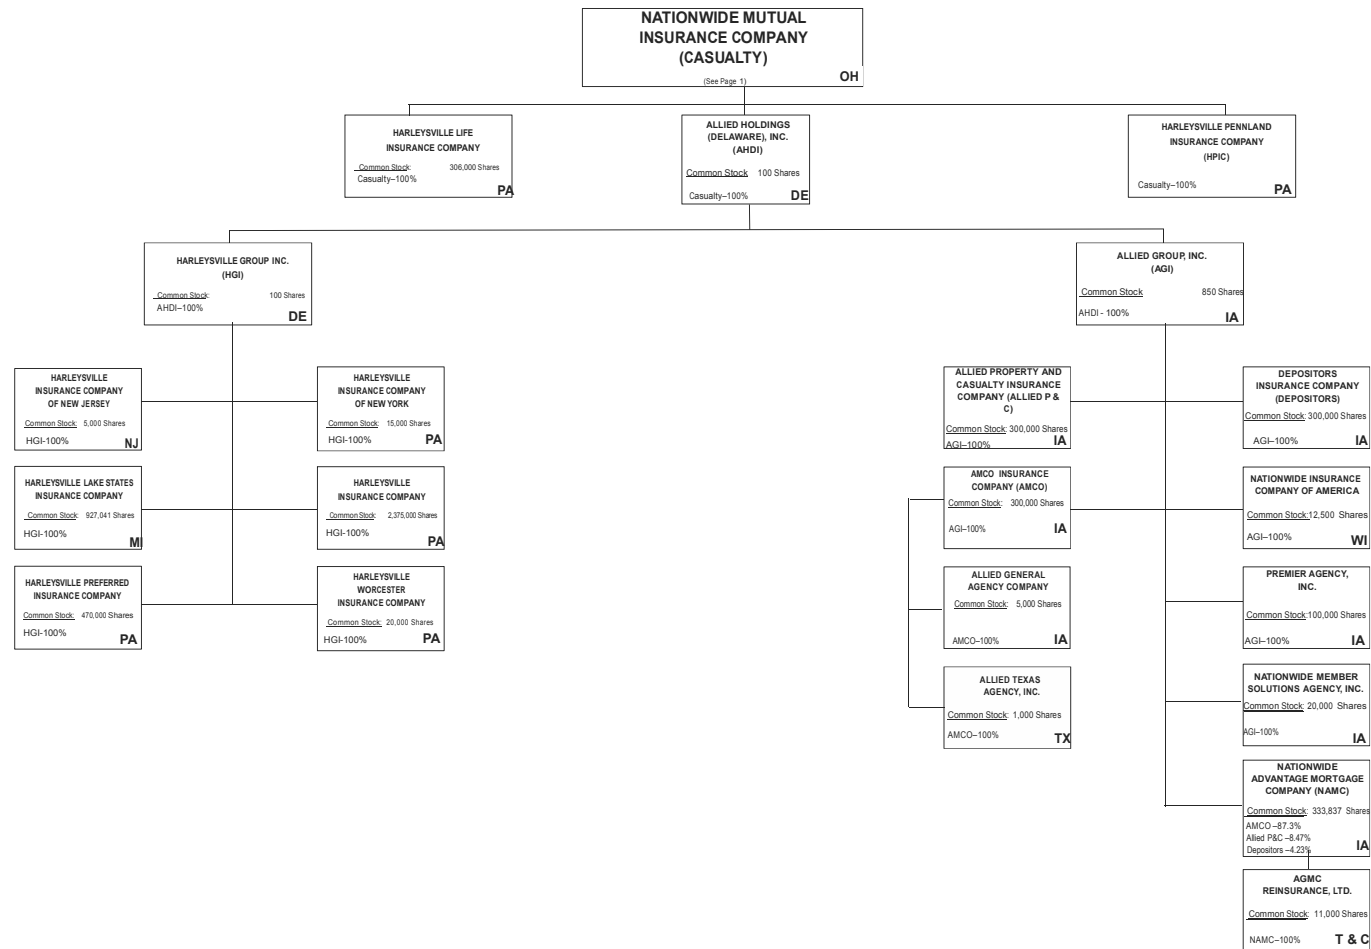 NATIONWIDE MUTUAL
INSURANCE COMPANY
(CASUALTY)
(See Page 1)
OH
HARLEYSVILLE LIFE
INSURANCE COMPANY
Common Stock: 306,000 Shares
Casualty–100%
PA
ALLIED HOLDINGS
(DELAWARE), INC.
(AHDI)
Common Stock 100 Shares
Casualty–100% DE
HARLEYSVILLE PENNLAND
INSURANCE COMPANY
(HPIC)
Casualty–100% PA
HARLEYSVILLE GROUP INC.
(HGI)
Common Stock: 100 Shares
AHDI–100%
DE
ALLIED GROUP, INC.
(AGI)
Common Stock 850 Shares
AHDI - 100%
IA
HARLEYSVILLE
INSURANCE COMPANY
OF NEW JERSEY
Common Stock: 5,000 Shares
HGI-100% NJ
HARLEYSVILLE
INSURANCE COMPANY
OF NEW YORK
Common Stock: 15,000 Shares
HGI-100% PA
HARLEYSVILLE LAKE STATES
INSURANCE COMPANY
Common Stock: 927,041 Shares
HGI-100%
MI
HARLEYSVILLE
INSURANCE COMPANY
Common Stock: 2,375,000 Shares
HGI-100%
PA
HARLEYSVILLE PREFERRED
INSURANCE COMPANY
Common Stock: 470,000 Shares
HGI-100%
PA
HARLEYSVILLE
WORCESTER
INSURANCE COMPANY
Common Stock: 20,000 Shares
HGI-100% PA
ALLIED PROPERTY AND
CASUALTY INSURANCE
COMPANY (ALLIED P &
C)
Common Stock: 300,000 Shares
AGI–100% IA
DEPOSITORS
INSURANCE COMPANY
(DEPOSITORS)
Common Stock: 300,000 Shares
AGI–100% IA
AMCO INSURANCE
COMPANY (AMCO)
Common Stock: 300,000 Shares
AGI–100% IA
NATIONWIDE INSURANCE
COMPANY OF AMERICA
Common Stock:12,500 Shares
AGI–100% WI
ALLIED GENERAL
AGENCY COMPANY
Common Stock: 5,000 Shares
AMCO–100% IA
PREMIER AGENCY,
INC.
Common Stock:100,000 Shares
AGI–100% IA
ALLIED TEXAS
AGENCY, INC.
Common Stock: 1,000 Shares
AMCO–100% TX
NATIONWIDE MEMBER
SOLUTIONS AGENCY, INC.
Common Stock: 20,000 Shares
AGI–100% IA
NATIONWIDE
ADVANTAGE MORTGAGE
COMPANY (NAMC)
Common Stock: 333,837 Shares
AMCO –87.3%
Allied P&C –8.47%
Depositors –4.23%
IA
AGMC
REINSURANCE, LTD.
Common Stock: 11,000 Shares
NAMC–100% T & C